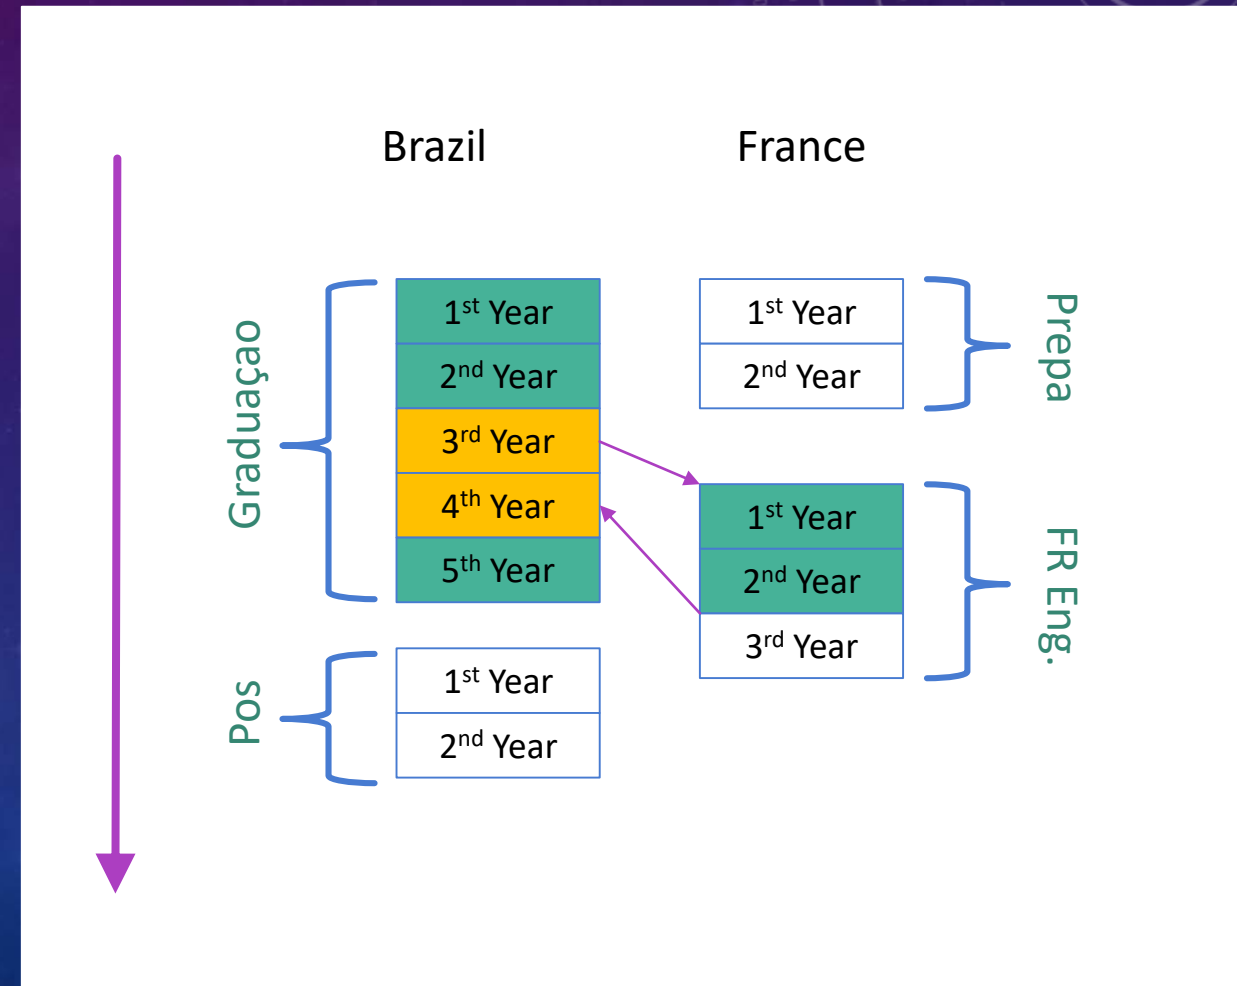 Brazil
France
Graduaçao
1st Year
2nd Year
3rd Year
4th Year
5th Year
Pos
1st Year
2nd Year
1st Year
2nd Year
Prepa
1st Year
2nd Year
3rd Year
FR Eng.